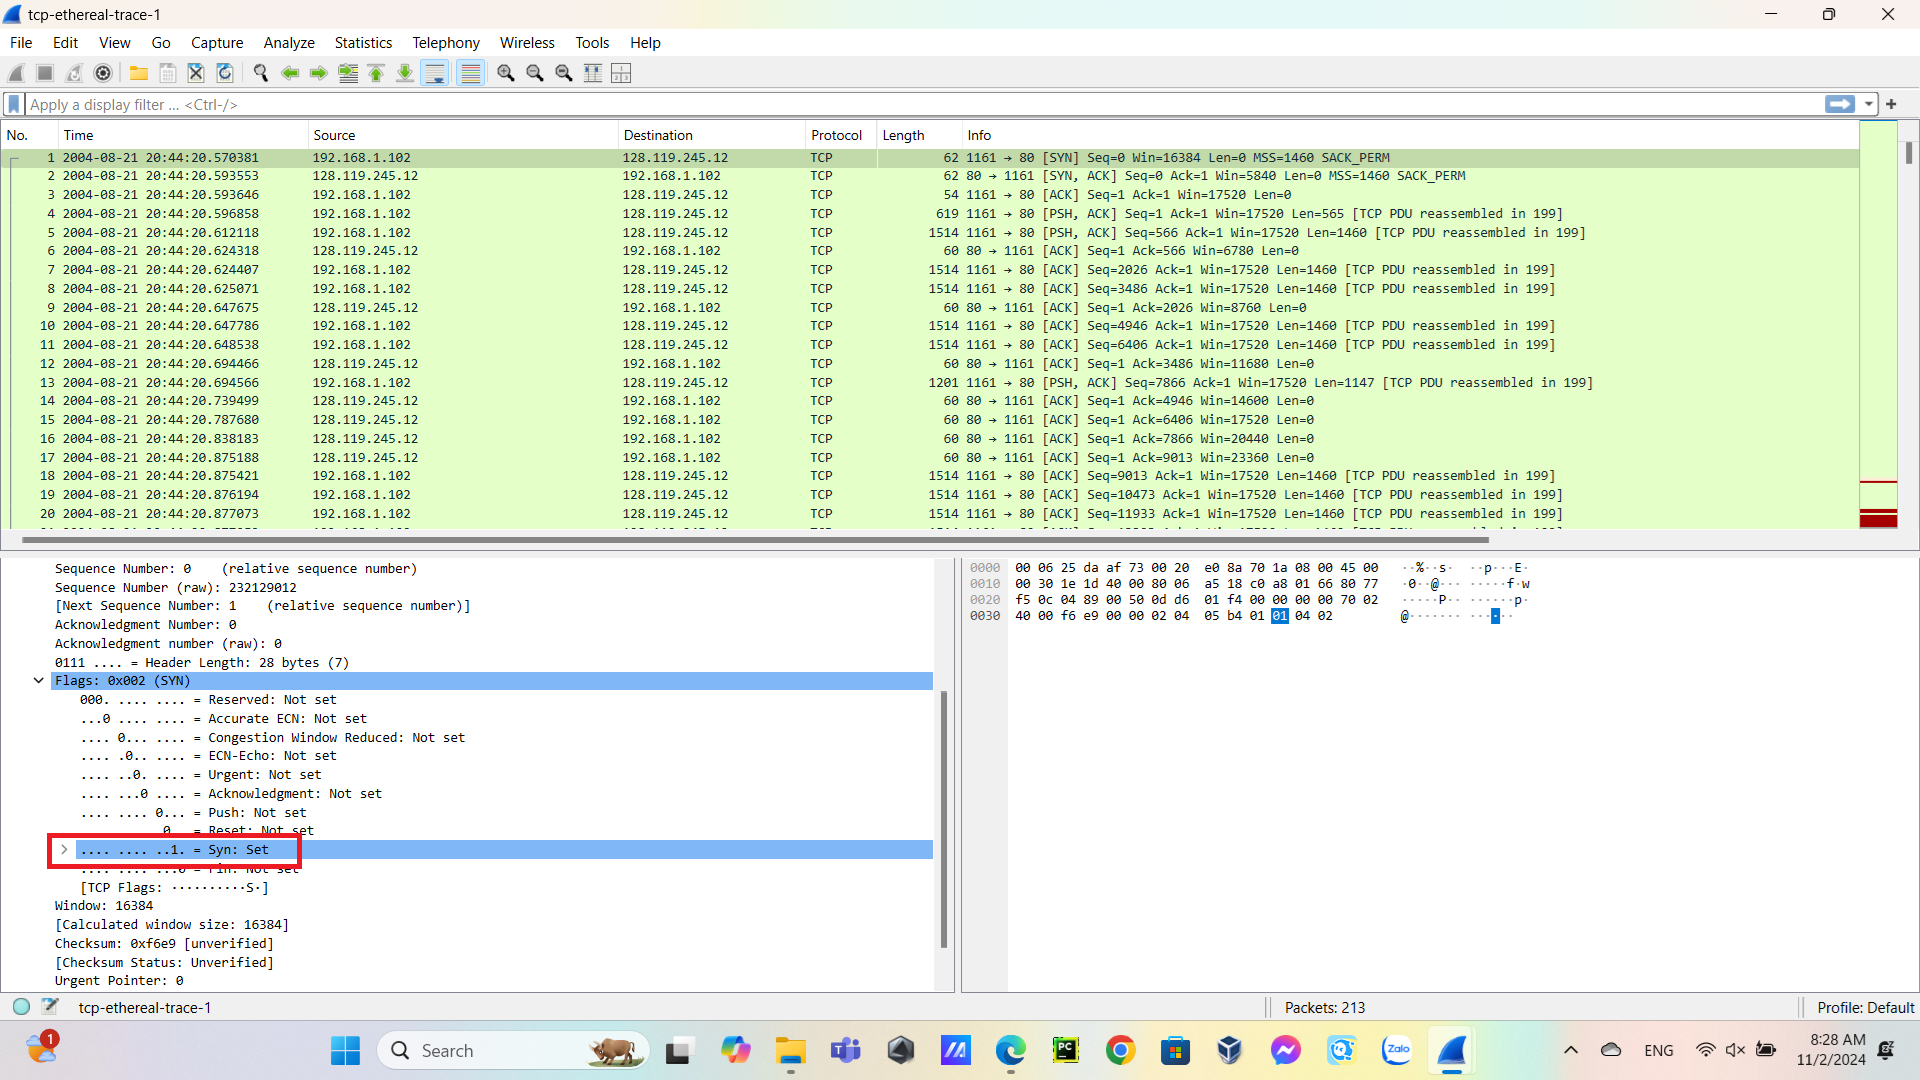 tcp-ethereal-trace-1
File Edit View Go Capture Analyze Statistics Telephony Wireless Tools Help
Apply a display filter ... <Ctrl-/>
No. Time Source Destination Protocol Length Info
1 2004-08-21 20:44:20.570381 192.168.1.102 128.119.245.12 TCP 62 1161 → 80 [SYN] Seq=0 Win=16384 Len=0 MSS=1460 SACK_PERM
2 2004-08-21 20:44:20.593553 128.119.245.12 192.168.1.102 TCP 62 80 → 1161 [SYN, ACK] Seq=0 Ack=1 Win=5840 Len=0 MSS=1460 SACK_PERM
3 2004-08-21 20:44:20.593646 192.168.1.102 128.119.245.12 TCP 54 1161 → 80 [ACK] Seq=1 Ack=1 Win=17520 Len=0
4 2004-08-21 20:44:20.596858 192.168.1.102 128.119.245.12 TCP 619 1161 → 80 [PSH, ACK] Seq=1 Ack=1 Win=17520 Len=565 [TCP PDU reassembled in 199]
5 2004-08-21 20:44:20.612118 192.168.1.102 128.119.245.12 TCP 1514 1161 → 80 [PSH, ACK] Seq=566 Ack=1 Win=17520 Len=1460 [TCP PDU reassembled in 199]
6 2004-08-21 20:44:20.624318 128.119.245.12 192.168.1.102 TCP 60 80 → 1161 [ACK] Seq=1 Ack=566 Win=6780 Len=0
7 2004-08-21 20:44:20.624407 192.168.1.102 128.119.245.12 TCP 1514 1161 → 80 [ACK] Seq=2026 Ack=1 Win=17520 Len=1460 [TCP PDU reassembled in 199]
8 2004-08-21 20:44:20.625071 192.168.1.102 128.119.245.12 TCP 1514 1161 → 80 [ACK] Seq=3486 Ack=1 Win=17520 Len=1460 [TCP PDU reassembled in 199]
9 2004-08-21 20:44:20.647675 128.119.245.12 192.168.1.102 TCP 60 80 → 1161 [ACK] Seq=1 Ack=2026 Win=8760 Len=0
10 2004-08-21 20:44:20.647786 192.168.1.102 128.119.245.12 TCP 1514 1161 → 80 [ACK] Seq=4946 Ack=1 Win=17520 Len=1460 [TCP PDU reassembled in 199]
11 2004-08-21 20:44:20.648538 192.168.1.102 128.119.245.12 TCP 1514 1161 → 80 [ACK] Seq=6406 Ack=1 Win=17520 Len=1460 [TCP PDU reassembled in 199]
12 2004-08-21 20:44:20.694466 128.119.245.12 192.168.1.102 TCP 60 80 → 1161 [ACK] Seq=1 Ack=3486 Win=11680 Len=0
13 2004-08-21 20:44:20.694566 192.168.1.102 128.119.245.12 TCP 1201 1161 → 80 [PSH, ACK] Seq=7866 Ack=1 Win=17520 Len=1147 [TCP PDU reassembled in 199]
14 2004-08-21 20:44:20.739499 128.119.245.12 192.168.1.102 TCP 60 80 → 1161 [ACK] Seq=1 Ack=4946 Win=14600 Len=0
15 2004-08-21 20:44:20.787680 128.119.245.12 192.168.1.102 TCP 60 80 → 1161 [ACK] Seq=1 Ack=6406 Win=17520 Len=0
16 2004-08-21 20:44:20.838183 128.119.245.12 192.168.1.102 TCP 60 80 → 1161 [ACK] Seq=1 Ack=7866 Win=20440 Len=0
17 2004-08-21 20:44:20.875188 128.119.245.12 192.168.1.102 TCP 60 80 → 1161 [ACK] Seq=1 Ack=9013 Win=23360 Len=0
18 2004-08-21 20:44:20.875421 192.168.1.102 128.119.245.12 TCP 1514 1161 → 80 [ACK] Seq=9013 Ack=1 Win=17520 Len=1460 [TCP PDU reassembled in 199]
19 2004-08-21 20:44:20.876194 192.168.1.102 128.119.245.12 TCP 1514 1161 → 80 [ACK] Seq=10473 Ack=1 Win=17520 Len=1460 [TCP PDU reassembled in 199]
20 2004-08-21 20:44:20.877073 192.168.1.102 128.119.245.12 TCP 1514 1161 → 80 [ACK] Seq=11933 Ack=1 Win=17520 Len=1460 [TCP PDU reassembled in 199]
Sequence Number: 0 (relative sequence number)
Sequence Number (raw): 232129012
[Next Sequence Number: 1 (relative sequence number)]
Acknowledgment Number: 0
Acknowledgment number (raw): 0
0111 .... = Header Length: 28 bytes (7)
Flags: 0x002 (SYN)
000. .... .... = Reserved: Not set
...0 .... .... = Accurate ECN: Not set
.... 0... .... = Congestion Window Reduced: Not set
.... .0.. .... = ECN-Echo: Not set
.... ..0. .... = Urgent: Not set
.... ...0 .... = Acknowledgment: Not set
.... .... 0... = Push: Not set
0 = Reset: Not set
.... .... ..1. = Syn: Set
.... .... ...0 = Fin: Not set
[TCP Flags: ··········S·]
Window: 16384
[Calculated window size: 16384]
Checksum: 0xf6e9 [unverified]
[Checksum Status: Unverified]
Urgent Pointer: 0
0000 00 06 25 da af 73 00 20 e0 8a 70 1a 08 00 45 00 ··%··s· ··p···E·
0010 00 30 1e 1d 40 00 80 06 a5 18 c0 a8 01 66 80 77 ·0··@··· ·····f·w
0020 f5 0c 04 89 00 50 0d d6 01 f4 00 00 00 00 70 02 ·····P·· ······p·
0030 40 00 f6 e9 00 00 02 04 05 b4 01 01 04 02 @······· ······
tcp-ethereal-trace-1 Packets: 213 Profile: Default
1
Search
PC
Zalo
ENG
8:28 AM
11/2/2024